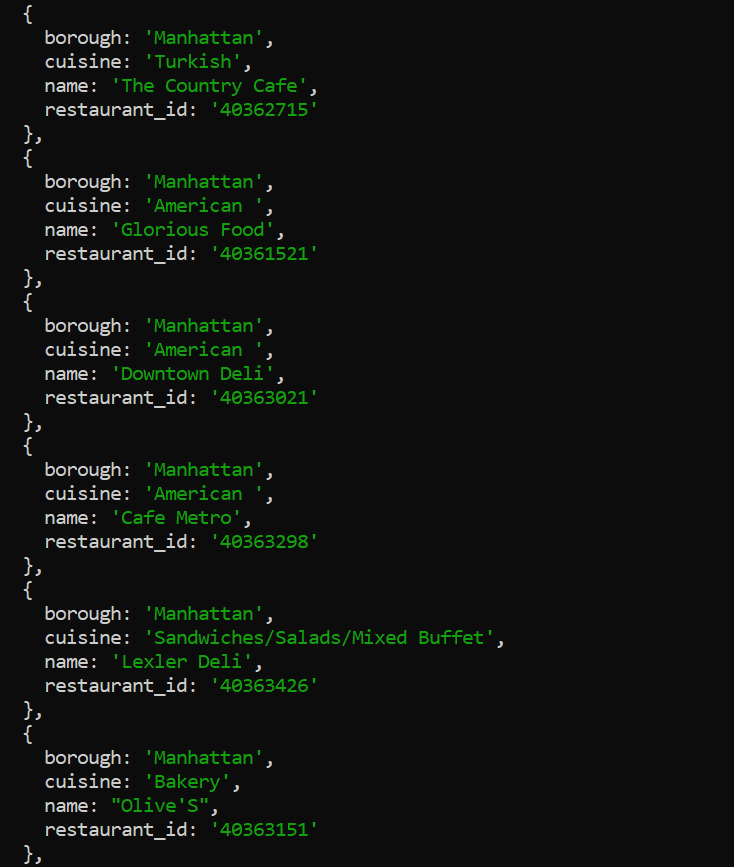 {
  borough: 'Manhattan',
  cuisine: 'Turkish',
  name: 'The Country Cafe',
  restaurant_id: '40362715'
},
{
  borough: 'Manhattan',
  cuisine: 'American ',
  name: 'Glorious Food',
  restaurant_id: '40361521'
},
{
  borough: 'Manhattan',
  cuisine: 'American ',
  name: 'Downtown Deli',
  restaurant_id: '40363021'
},
{
  borough: 'Manhattan',
  cuisine: 'American ',
  name: 'Cafe Metro',
  restaurant_id: '40363298'
},
{
  borough: 'Manhattan',
  cuisine: 'Sandwiches/Salads/Mixed Buffet',
  name: 'Lexler Deli',
  restaurant_id: '40363426'
},
{
  borough: 'Manhattan',
  cuisine: 'Bakery',
  name: "Olive'S",
  restaurant_id: '40363151'
},